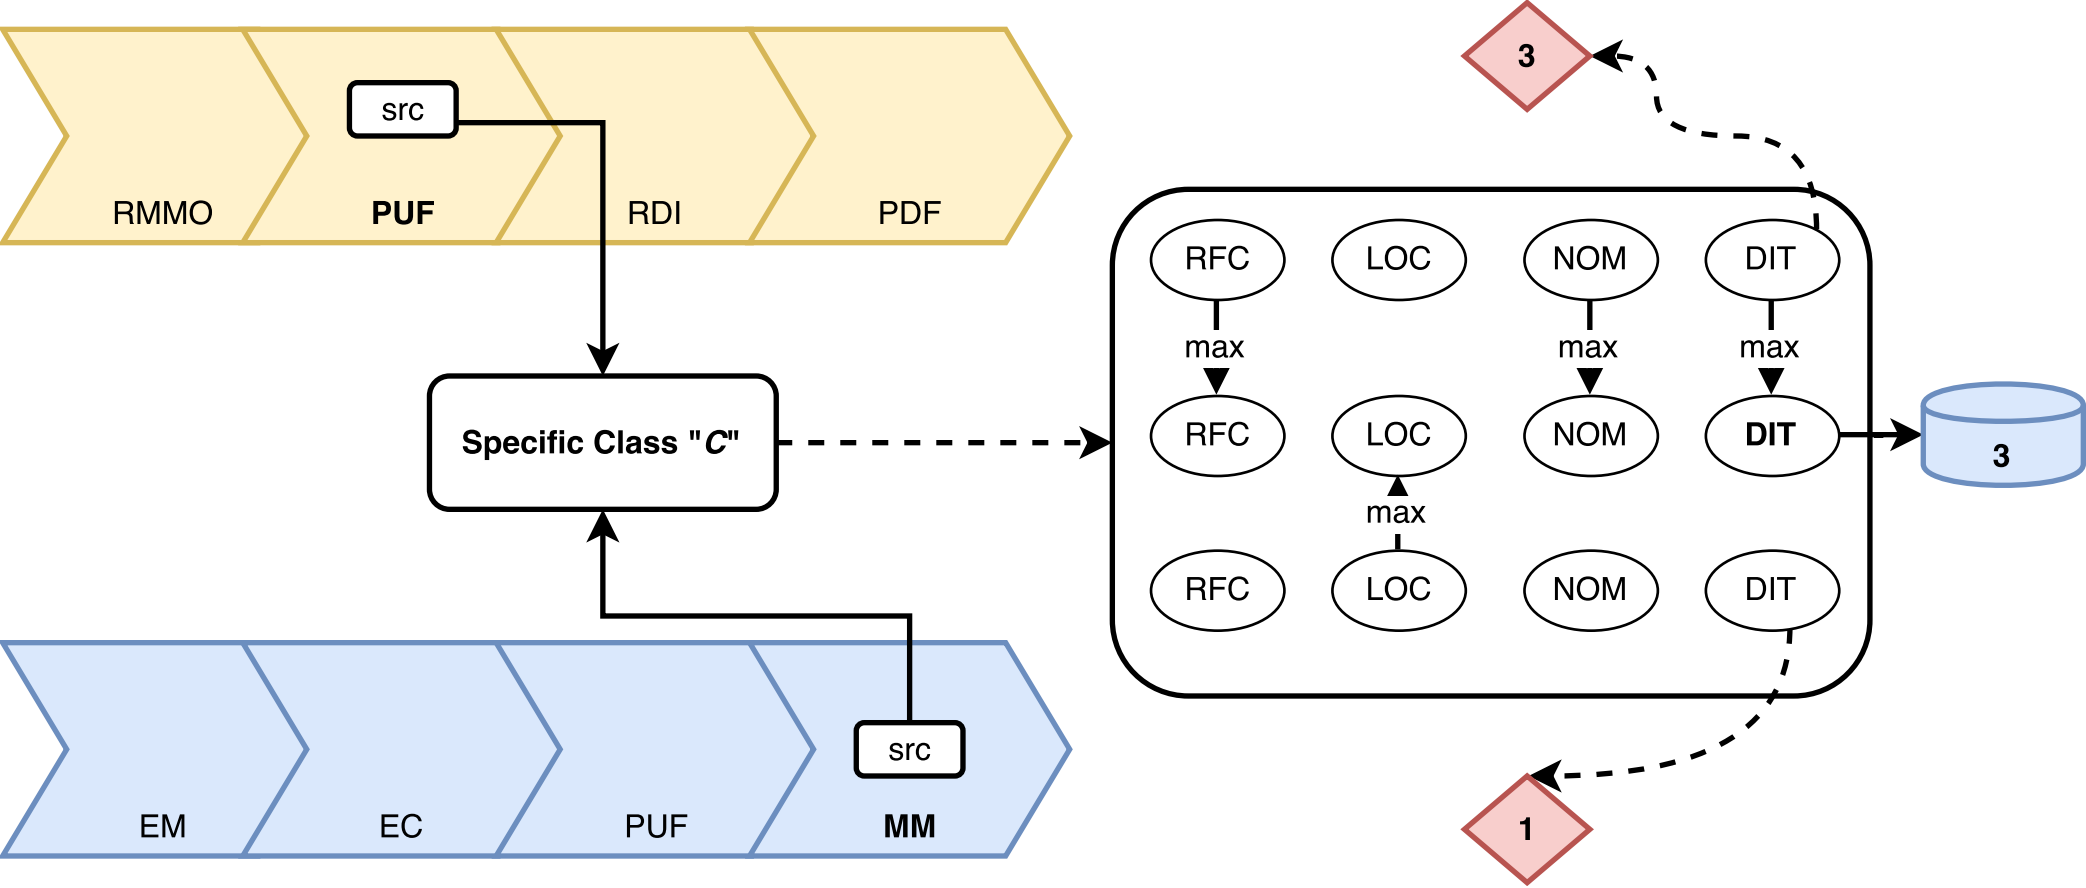 3
src
RMMO
PUF
RDI
PDF
RFC
LOC
NOM
DIT
max
max
max
Specific Class "C"
RFC
LOC
NOM
DIT
3
max
RFC
LOC
NOM
DIT
src
EM
EC
PUF
MM
1